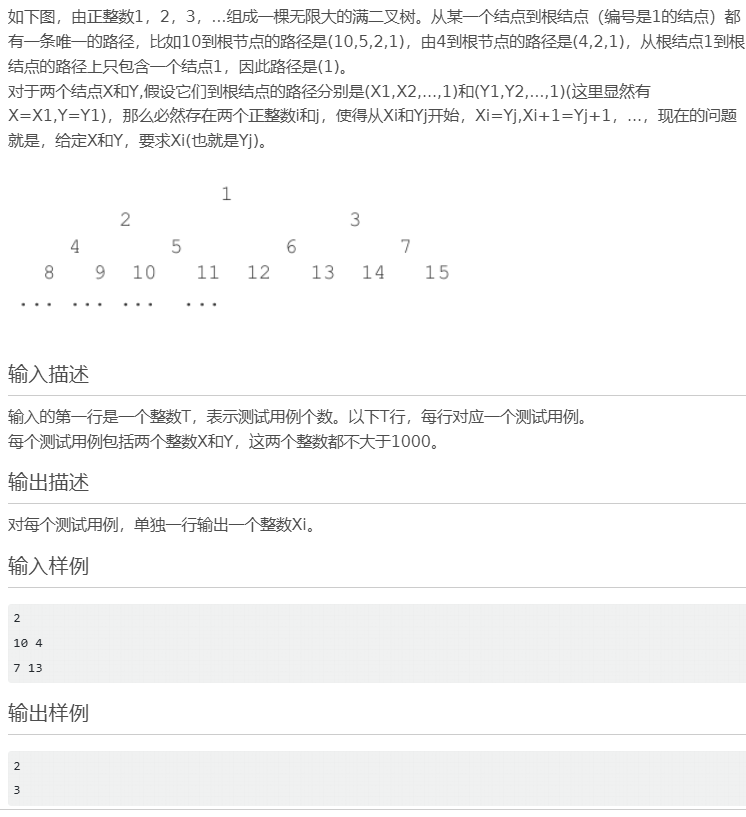 如下图，由正整数1，2，3，...组成一棵无限大的满二叉树。从某一个结点到根结点（编号是1的结点）都
有一条唯一的路径，比如10到根节点的路径是(10,5,2,1)，由4到根节点的路径是(4,2,1)，从根结点1到根
结点的路径上只包含一个结点1，因此路径是(1)。
对于两个结点X和Y,假设它们到根结点的路径分别是(X1,X2,...,1)和(Y1,Y2,...,1)(这里显然有
X=X1,Y=Y1)，那么必然存在两个正整数i和j，使得从Xi和Yj开始，Xi=Yj,Xi+1=Yj+1，...，现在的问题
就是，给定X和Y，要求Xi(也就是Yj)。
1
2 3
4 5 6 7
8 9 10 11 12 13 14 15
... ... ... ...
输入描述
输入的第一行是一个整数T，表示测试用例个数。以下T行，每行对应一个测试用例。
每个测试用例包括两个整数X和Y，这两个整数都不大于1000。
输出描述
对每个测试用例，单独一行输出一个整数Xi。
输入样例
2
10 4
7 13
输出样例
2
3